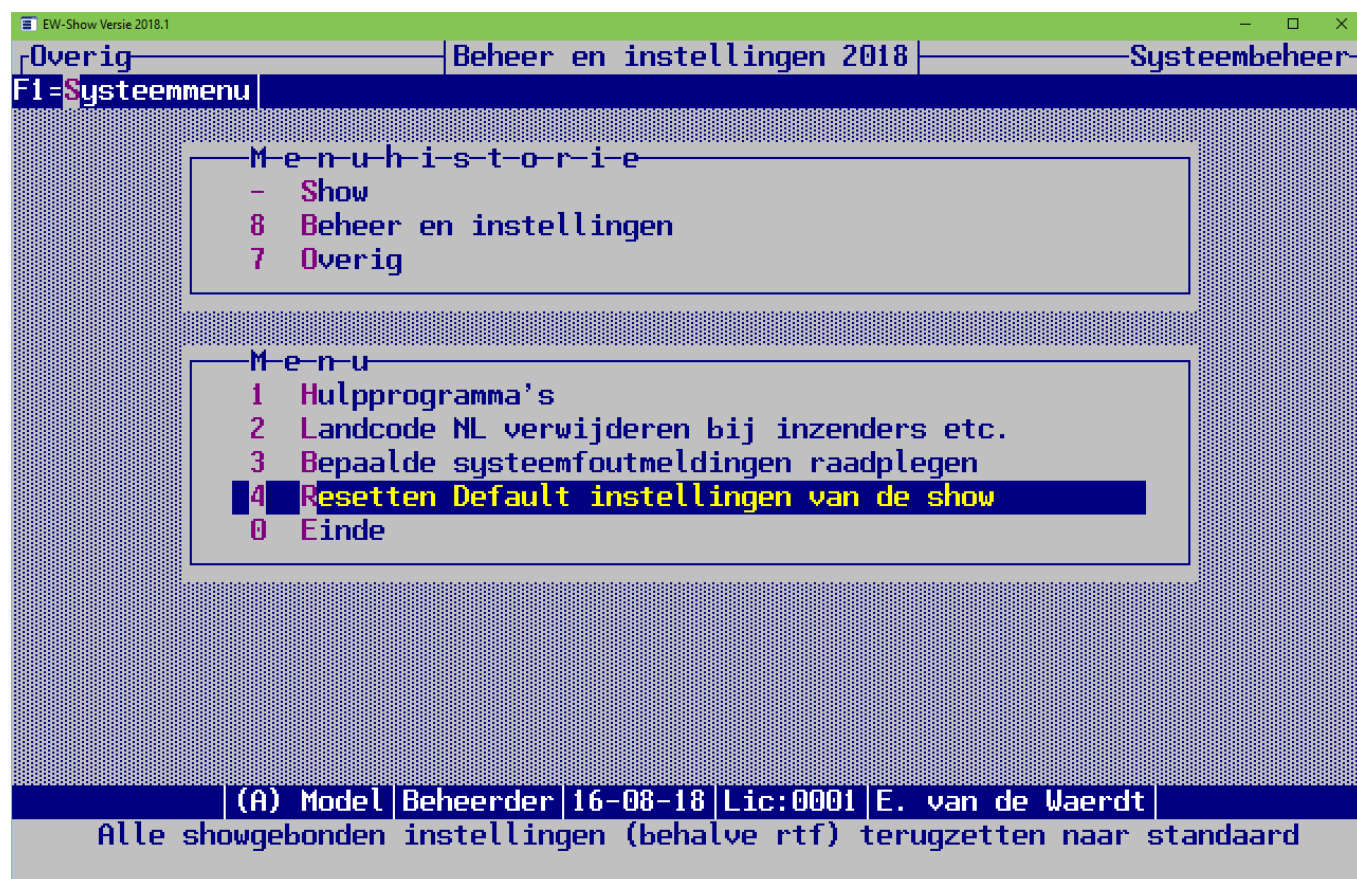 EW-Show Versie 2018.1
Overig Beheer en instellingen 2018 Systeembeheer
F1=Systeemmenu
Menuhistorie
- Show
8 Beheer en instellingen
7 Overig
Menu
1 Hulpprogramma's
2 Landcode NL verwijderen bij inzenders etc.
3 Bepaalde systeemfoutmeldingen raadplegen
4 Resetten Default instellingen van de show
0 Einde
(A) Model|Beheerder|16-08-18|Lic:0001|E. van de Waerdt|
Alle showgebonden instellingen (behalve rtf) terugzetten naar standaard